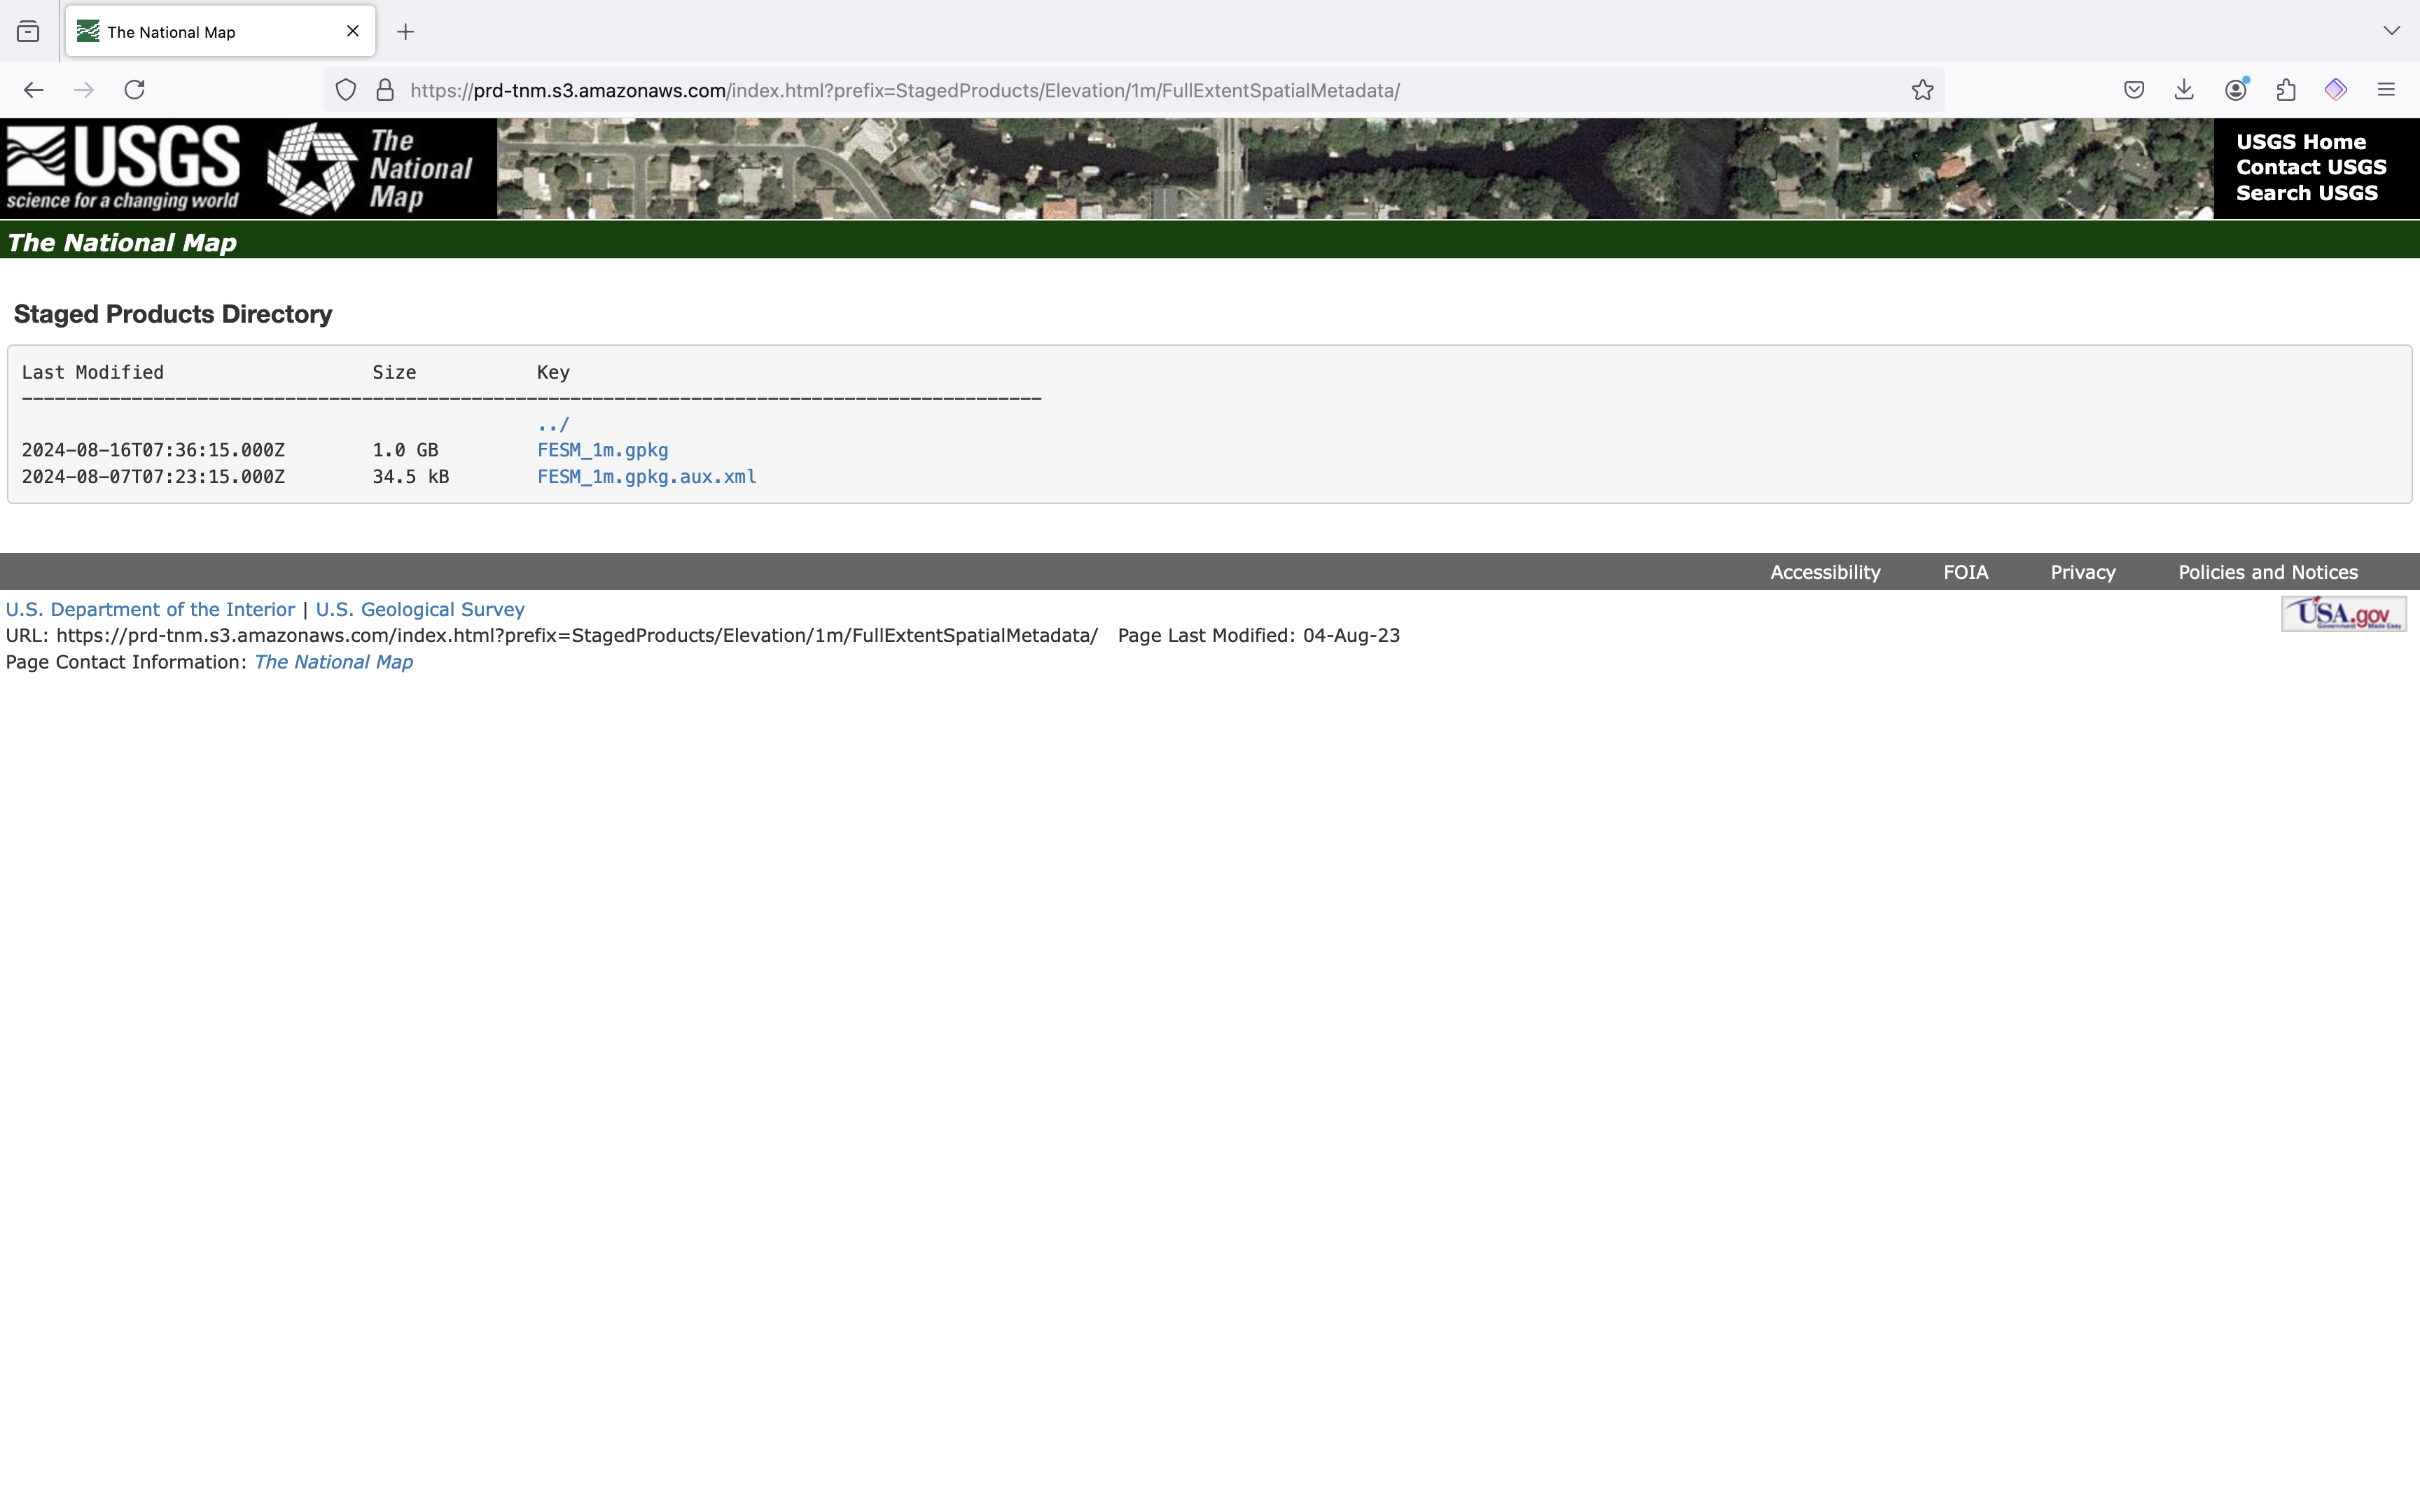 The National Map
https://prd-tnm.s3.amazonaws.com/index.html?prefix=StagedProducts/Elevation/1m/FullExtentSpatialMetadata/
USGS
science for a changing world
The
National
Map
USGS Home
Contact USGS
Search USGS
The National Map
Staged Products Directory
Last Modified Size Key
--------------------------------------------------------------------------------------------
../
2024-08-16T07:36:15.000Z 1.0 GB FESM_1m.gpkg
2024-08-07T07:23:15.000Z 34.5 kB FESM_1m.gpkg.aux.xml
Accessibility FOIA Privacy Policies and Notices
U.S. Department of the Interior | U.S. Geological Survey
URL: https://prd-tnm.s3.amazonaws.com/index.html?prefix=StagedProducts/Elevation/1m/FullExtentSpatialMetadata/ Page Last Modified: 04-Aug-23
Page Contact Information: The National Map
USA.gov
Government Made Easy